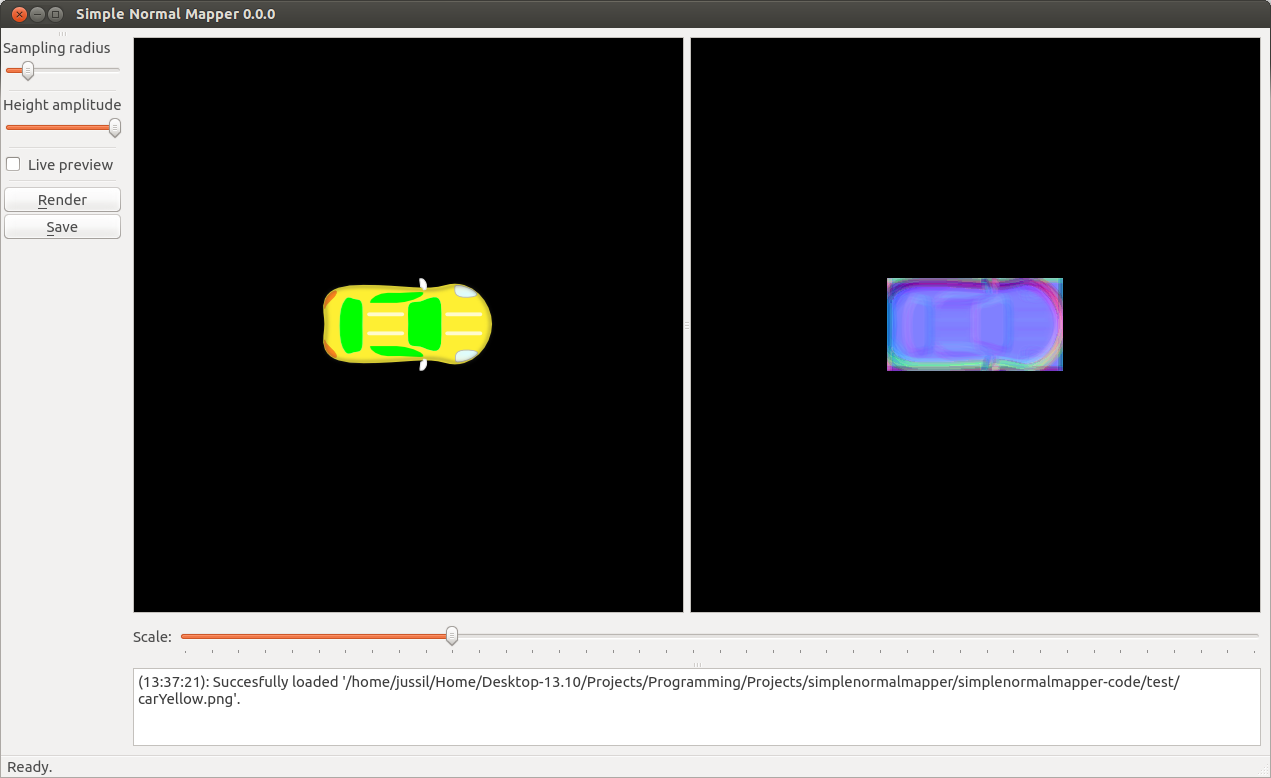 Simple Normal Mapper 0.0.0
Sampling radius
Height amplitude
Live preview
Render
Save
Scale:
(13:37:21): Succesfully loaded '/home/jussil/Home/Desktop-13.10/Projects/Programming/Projects/simplenormalmapper/simplenormalmapper-code/test/
carYellow.png'.
Ready.